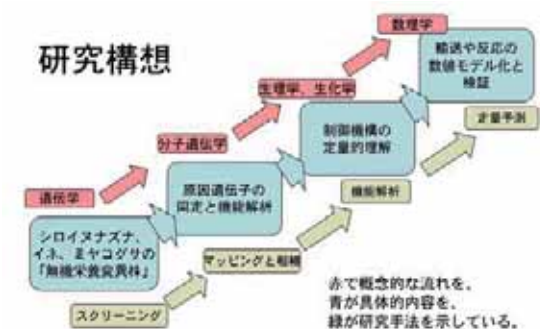 研究構想
数理学
輸送や反応の
数値モデル化と
検証
生理学、生化学
定量予測
制御機構の
定量的理解
分子遺伝学
機能解析
原因遺伝子の
同定と機能解析
遺伝学
シロイヌナズナ、
イネ、ミヤコグサの
「無機栄養変異株」
マッピングと相補
スクリーニング
赤で概念的な流れを、
青が具体的内容を、
緑が研究手法を示している。